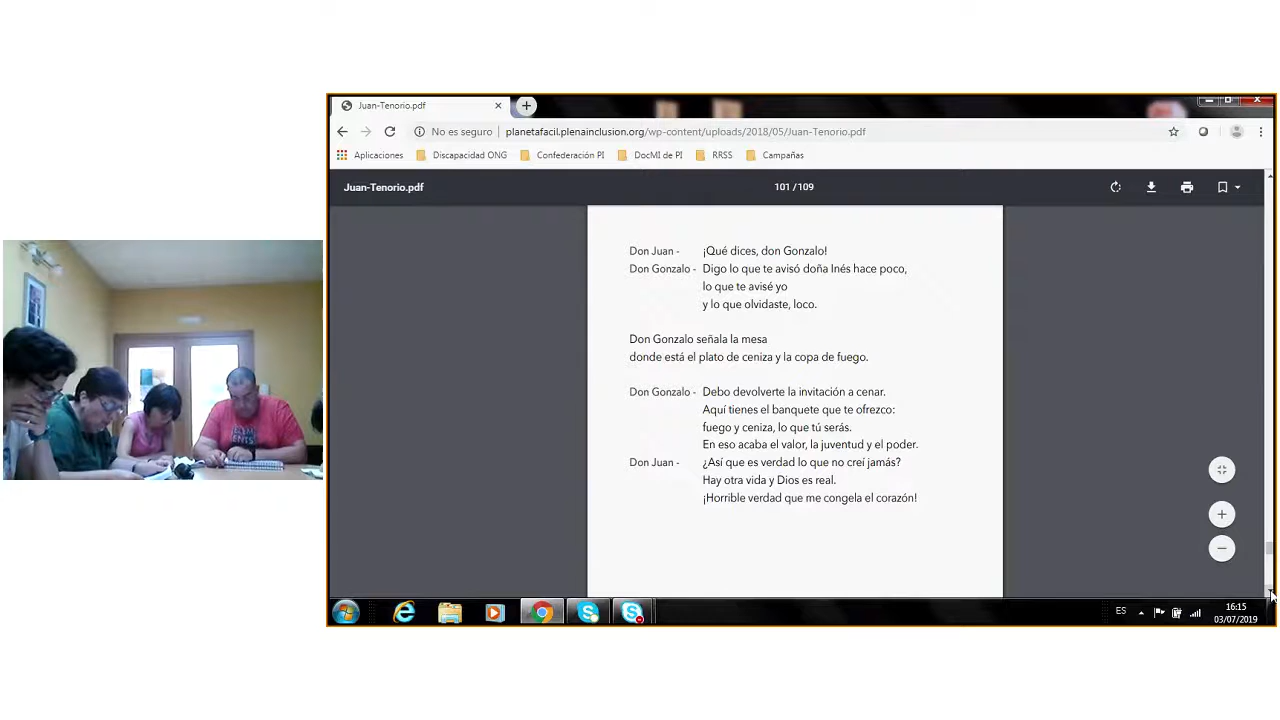 Juan-Tenorio.pdf
No es seguro
planetafacil.plenainclusion.org/wp-content/uploads/2018/05/Juan-Tenorio.pdf
Aplicaciones
Discapacidad ONG
Confederación PI
DocMI de PI
RRSS
Campañas
Juan-Tenorio.pdf
101 / 109
Don Juan - ¡Qué dices, don Gonzalo!
Don Gonzalo - Digo lo que te avisó doña Inés hace poco,
lo que te avisé yo
y lo que olvidaste, loco.
Don Gonzalo señala la mesa
donde está el plato de ceniza y la copa de fuego.
Don Gonzalo - Debo devolverte la invitación a cenar.
Aquí tienes el banquete que te ofrezco:
fuego y ceniza, lo que tú serás.
En eso acaba el valor, la juventud y el poder.
Don Juan - ¿Así que es verdad lo que no creí jamás?
Hay otra vida y Dios es real.
¡Horrible verdad que me congela el corazón!
ES
16:15
03/07/2019